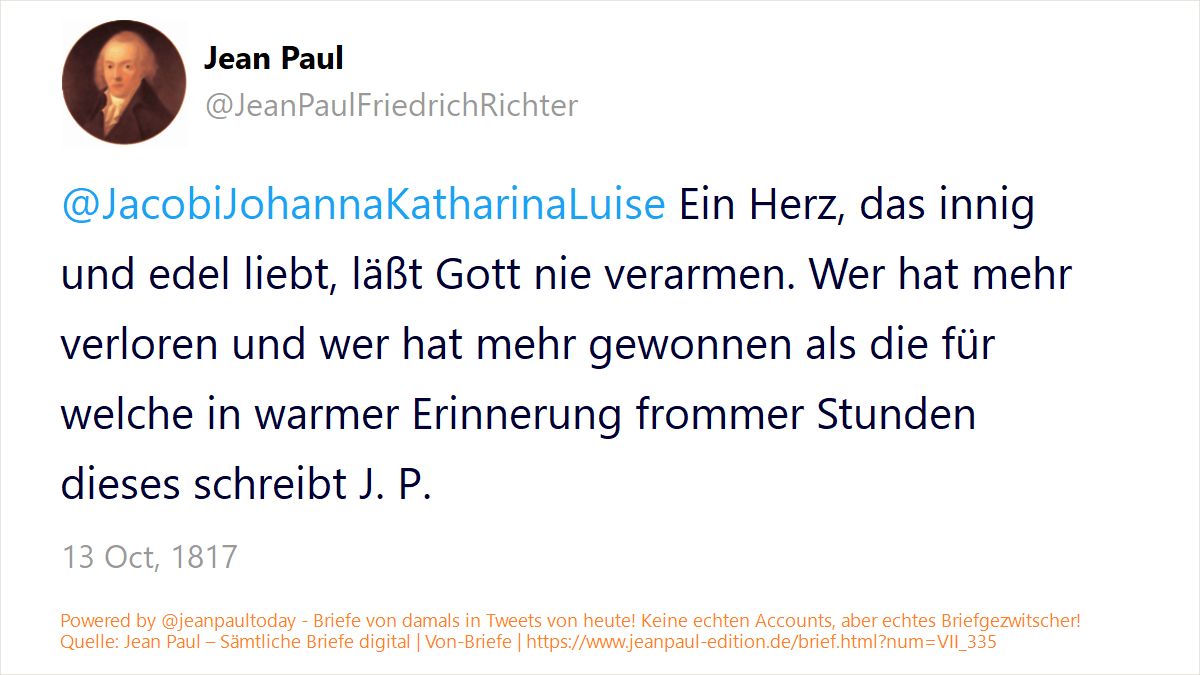 Jean Paul
@JeanPaulFriedrichRichter
@JacobiJohannaKatharinaLuise Ein Herz, das innig
und edel liebt, läßt Gott nie verarmen. Wer hat mehr
verloren und wer hat mehr gewonnen als die für
welche in warmer Erinnerung frommer Stunden
dieses schreibt J. P.
13 Oct, 1817
Powered by @jeanpaultoday - Briefe von damals in Tweets von heute! Keine echten Accounts, aber echtes Briefgezwitscher!
Quelle: Jean Paul – Sämtliche Briefe digital | Von-Briefe | https://www.jeanpaul-edition.de/brief.html?num=VII_335